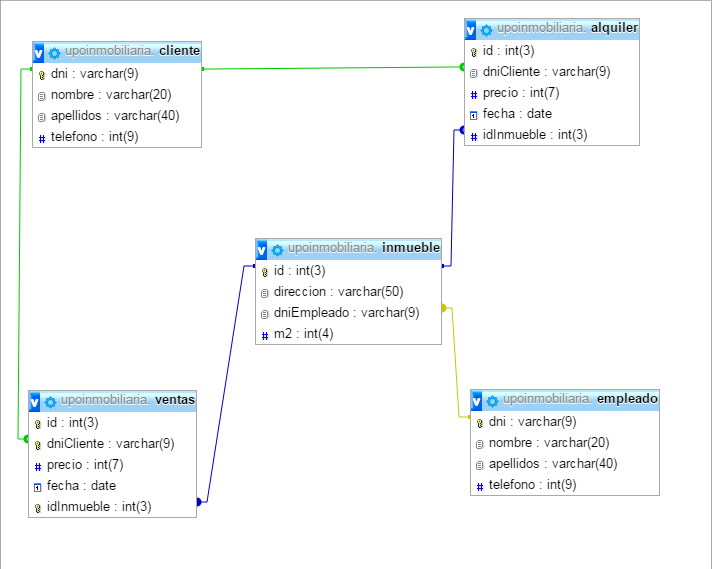 upoinmobiliaria. cliente
dni : varchar(9)
nombre : varchar(20)
apellidos : varchar(40)
telefono : int(9)
upoinmobiliaria. alquiler
id : int(3)
dniCliente : varchar(9)
precio : int(7)
fecha : date
idInmueble : int(3)
upoinmobiliaria. inmueble
id : int(3)
direccion : varchar(50)
dniEmpleado : varchar(9)
m2 : int(4)
upoinmobiliaria. ventas
id : int(3)
dniCliente : varchar(9)
precio : int(7)
fecha : date
idInmueble : int(3)
upoinmobiliaria. empleado
dni : varchar(9)
nombre : varchar(20)
apellidos : varchar(40)
telefono : int(9)